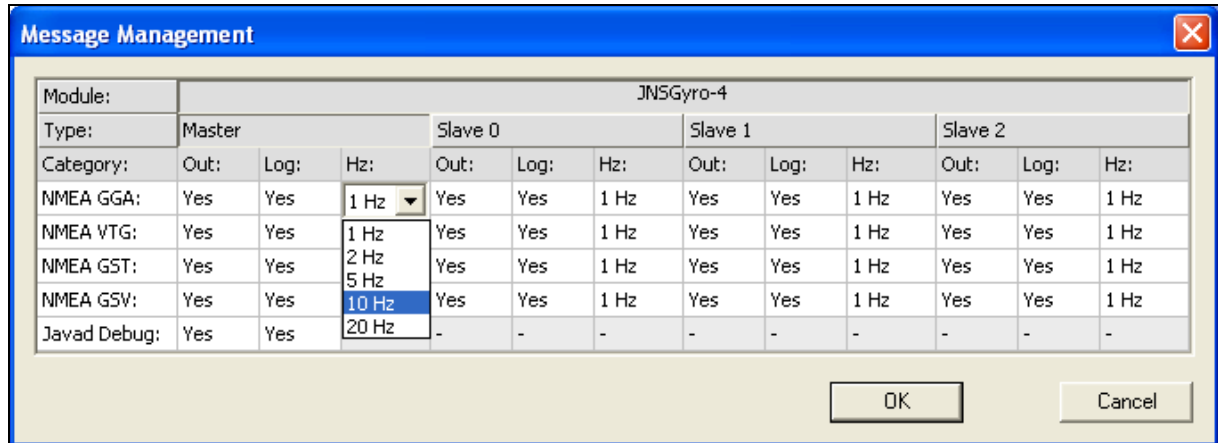 Message Management
Module: JNSGyro-4
Type: Master Slave 0 Slave 1 Slave 2
Category: Out: Log: Hz: Out: Log: Hz: Out: Log: Hz: Out: Log: Hz:
NMEA GGA: Yes Yes 1 Hz Yes Yes 1 Hz Yes Yes 1 Hz Yes Yes 1 Hz
NMEA VTG: Yes Yes 1 Hz Yes Yes 1 Hz Yes Yes 1 Hz Yes Yes 1 Hz
2 Hz
NMEA GST: Yes Yes 5 Hz Yes Yes 1 Hz Yes Yes 1 Hz Yes Yes 1 Hz
NMEA GSV: Yes Yes 10 Hz Yes Yes 1 Hz Yes Yes 1 Hz Yes Yes 1 Hz
Javad Debug: Yes Yes 20 Hz - - - - - - - - -
OK Cancel